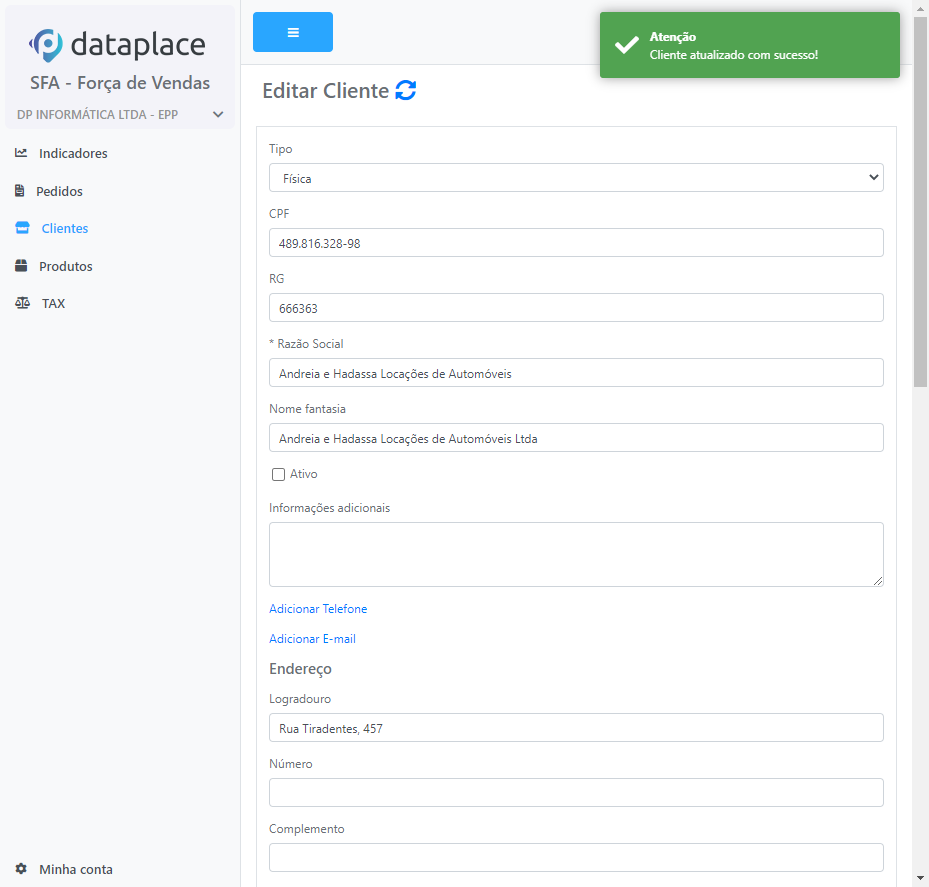 dataplace
SFA - Força de Vendas
DP INFORMÁTICA LTDA - EPP
Indicadores
Pedidos
Clientes
Produtos
TAX
Minha conta
Atenção
Cliente atualizado com sucesso!
Editar Cliente
Tipo
Física
CPF
489.816.328-98
RG
666363
* Razão Social
Andreia e Hadassa Locações de Automóveis
Nome fantasia
Andreia e Hadassa Locações de Automóveis Ltda
Ativo
Informações adicionais
Adicionar Telefone
Adicionar E-mail
Endereço
Logradouro
Rua Tiradentes, 457
Número
Complemento